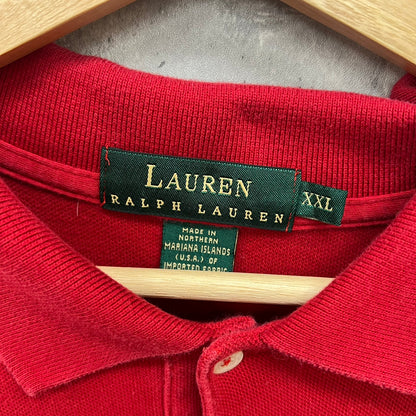 LAUREN
RALPH LAUREN
XXL
MADE IN
NORTHERN
MARIANA ISLANDS
(U.S.A.) OF
IMPORTED FABRIC